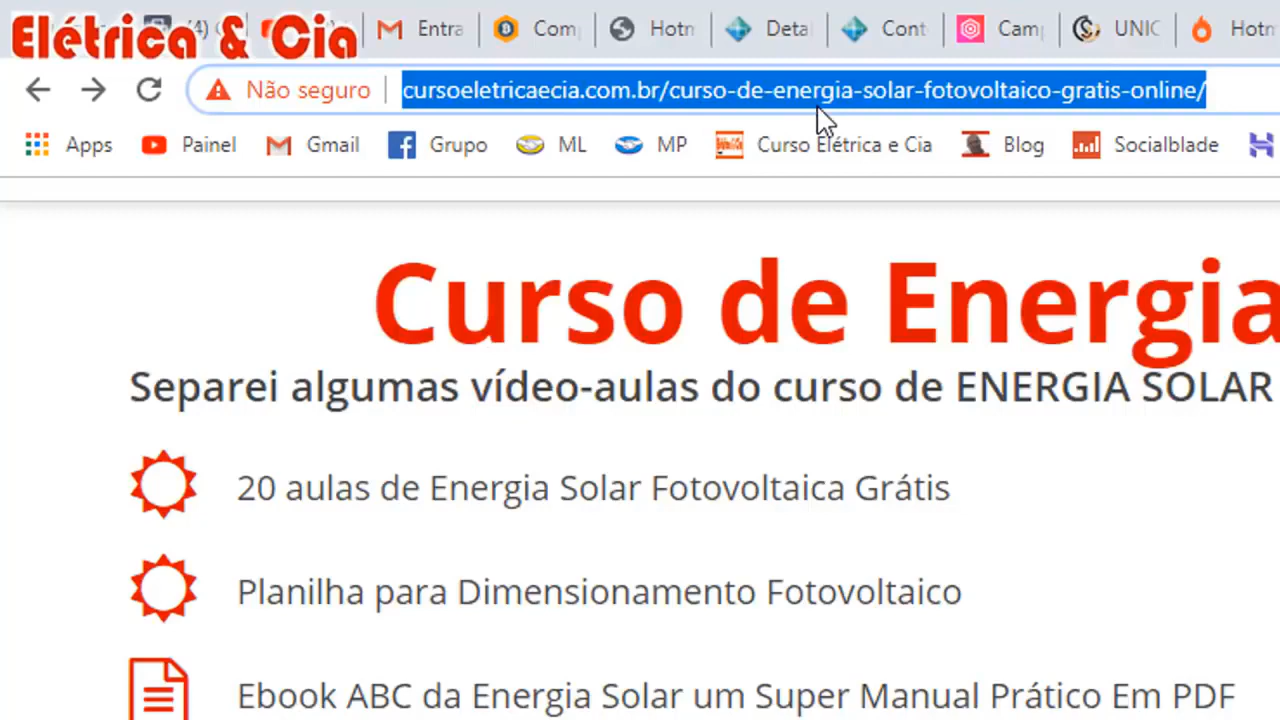 Elétrica & Cia
(4)
Entra
Com
Hotm
Deta
Cont
Cam
UNIC
Hotm
Não seguro
cursoeletricaecia.com.br/curso-de-energia-solar-fotovoltaico-gratis-online/
Apps
Painel
Gmail
Grupo
ML
MP
Curso Elétrica e Cia
Blog
Socialblade
Curso de Energia
Separei algumas vídeo-aulas do curso de ENERGIA SOLAR
20 aulas de Energia Solar Fotovoltaica Grátis
Planilha para Dimensionamento Fotovoltaico
Ebook ABC da Energia Solar um Super Manual Prático Em PDF